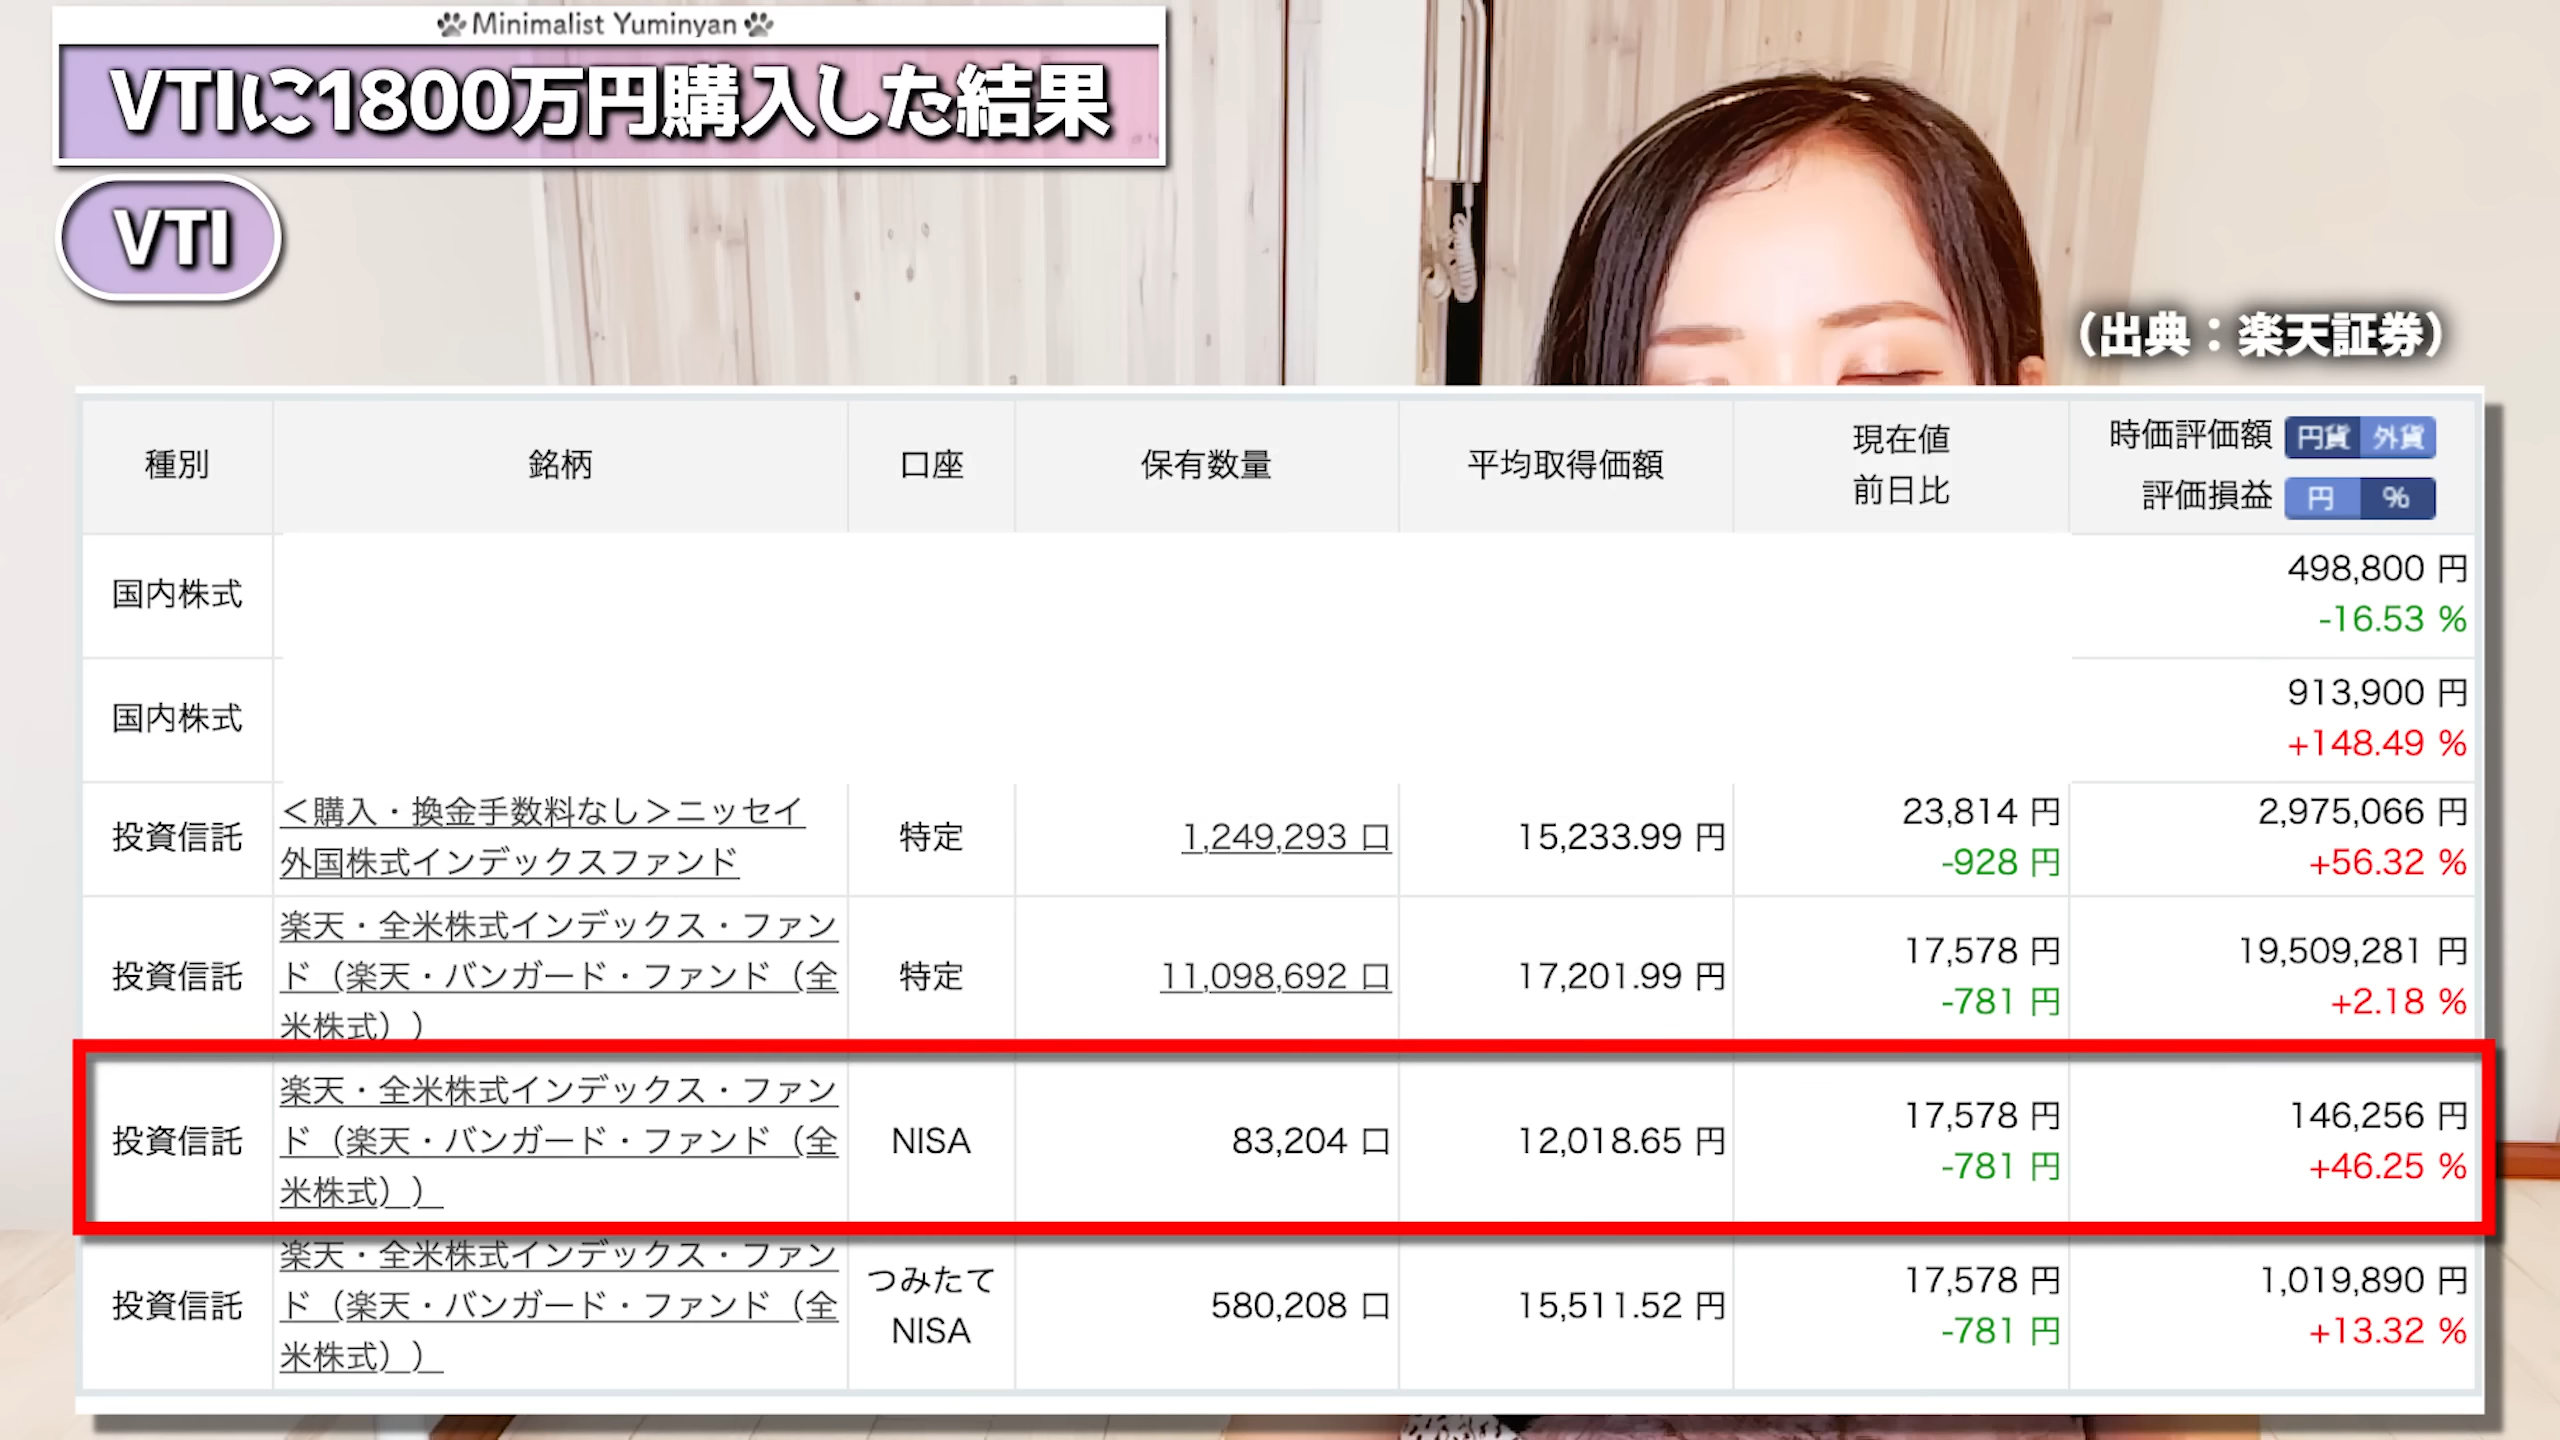 Minimalist Yuminyan
VTIに1800万円購入した結果
VTI
（出典：楽天証券）
種別
銘柄
口座
保有数量
平均取得価額
現在値
前日比
時価評価額 円貨 外貨
評価損益 円 %
国内株式
498,800 円
-16.53 %
国内株式
913,900 円
+148.49 %
投資信託
＜購入・換金手数料なし＞ニッセイ
外国株式インデックスファンド
特定
1,249,293 口
15,233.99 円
23,814 円
-928 円
2,975,066 円
+56.32 %
投資信託
楽天・全米株式インデックス・ファン
ド（楽天・バンガード・ファンド（全
米株式））
特定
11,098,692 口
17,201.99 円
17,578 円
-781 円
19,509,281 円
+2.18 %
投資信託
楽天・全米株式インデックス・ファン
ド（楽天・バンガード・ファンド（全
米株式））
NISA
83,204 口
12,018.65 円
17,578 円
-781 円
146,256 円
+46.25 %
投資信託
楽天・全米株式インデックス・ファン
ド（楽天・バンガード・ファンド（全
米株式））
つみたて
NISA
580,208 口
15,511.52 円
17,578 円
-781 円
1,019,890 円
+13.32 %